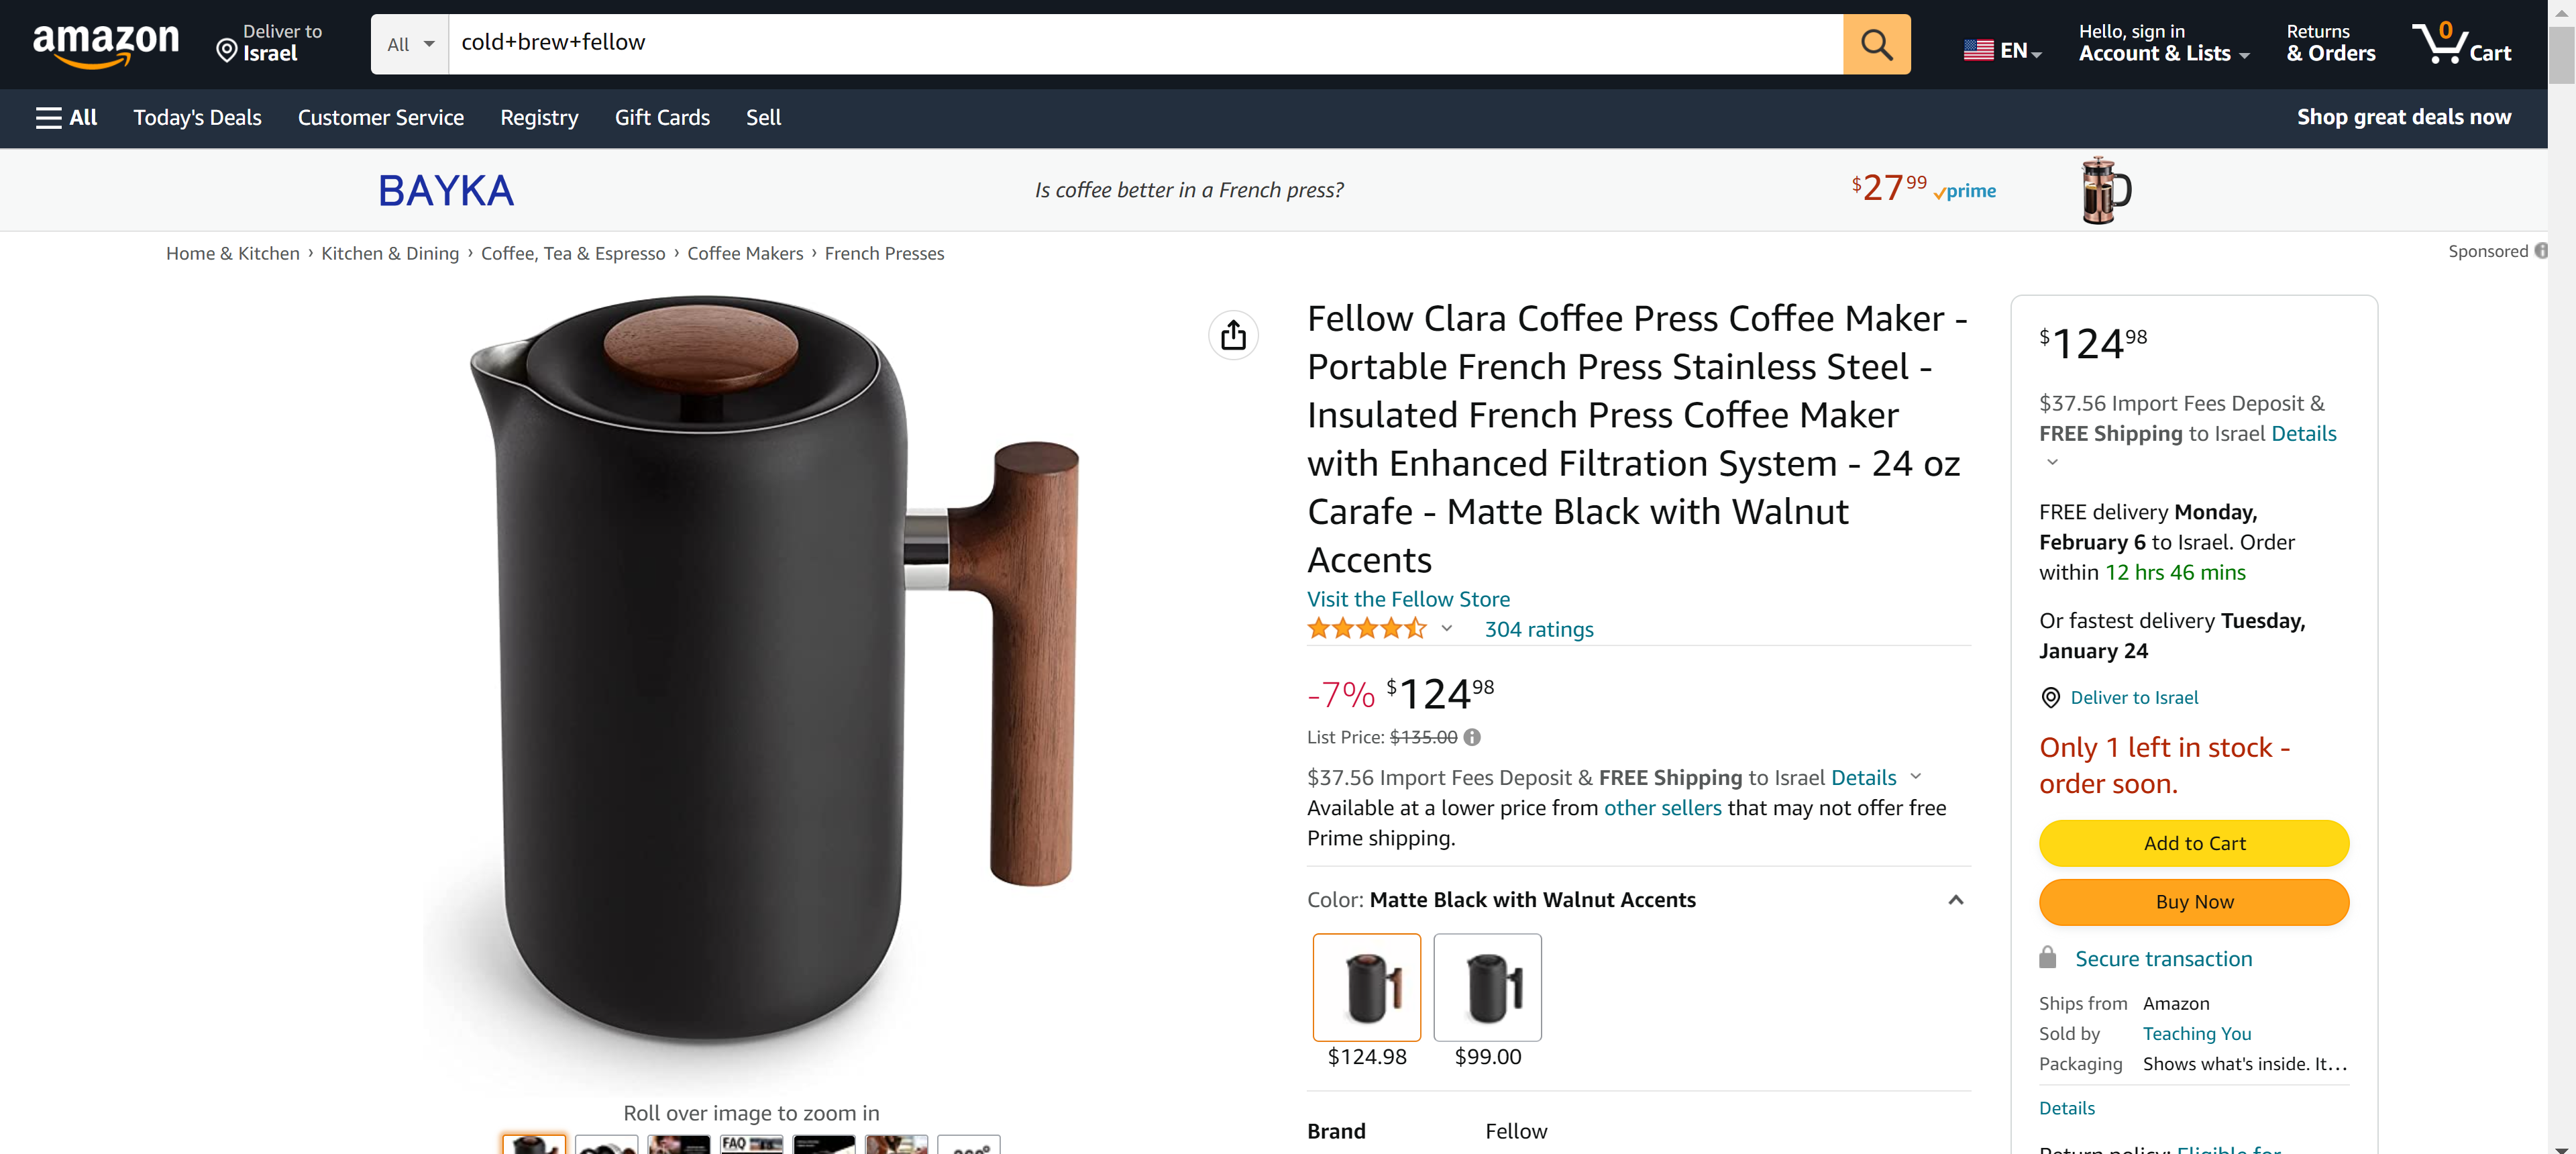 amazon
Deliver to
Israel
All
cold+brew+fellow
EN
Hello, sign in
Account & Lists
Returns
& Orders
0
Cart
All
Today's Deals
Customer Service
Registry
Gift Cards
Sell
Shop great deals now
BAYKA
Is coffee better in a French press?
$27 99 prime
Home & Kitchen › Kitchen & Dining › Coffee, Tea & Espresso › Coffee Makers › French Presses
Sponsored
Roll over image to zoom in
FAQ
Fellow Clara Coffee Press Coffee Maker -
Portable French Press Stainless Steel -
Insulated French Press Coffee Maker
with Enhanced Filtration System - 24 oz
Carafe - Matte Black with Walnut
Accents
Visit the Fellow Store
304 ratings
-7% $124 98
List Price: $135.00
$37.56 Import Fees Deposit & FREE Shipping to Israel Details
Available at a lower price from other sellers that may not offer free
Prime shipping.
Color: Matte Black with Walnut Accents
$124.98
$99.00
Brand Fellow
$124 98
$37.56 Import Fees Deposit &
FREE Shipping to Israel Details
FREE delivery Monday,
February 6 to Israel. Order
within 12 hrs 46 mins
Or fastest delivery Tuesday,
January 24
Deliver to Israel
Only 1 left in stock -
order soon.
Add to Cart
Buy Now
Secure transaction
Ships from Amazon
Sold by Teaching You
Packaging Shows what's inside. It...
Details
Return policy: Eligible for